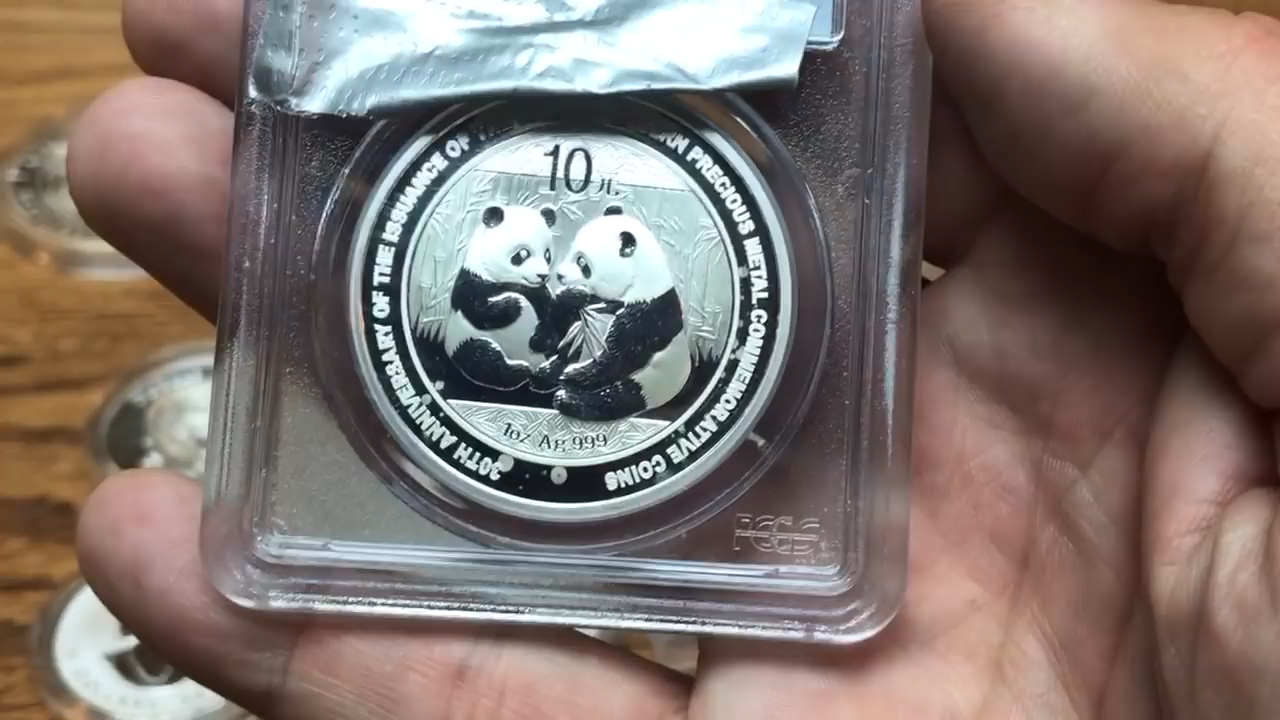 30TH ANNIVERSARY OF THE ISSUANCE OF
PRECIOUS METAL COMMEMORATIVE COINS
10元
1oz Ag.999
PCGS